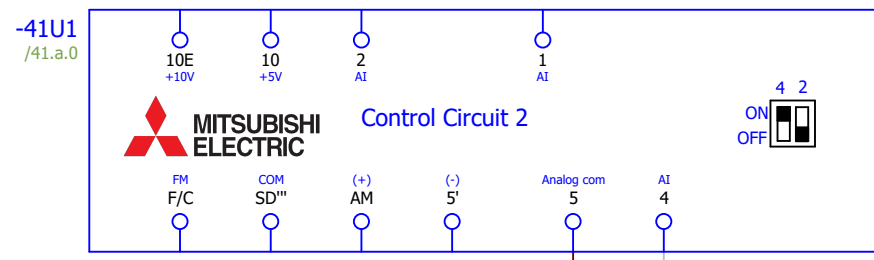 -41U1
/41.a.0
10E 10 2 1
+10V +5V AI AI
4 2
MITSUBISHI
ELECTRIC
Control Circuit 2
ON
OFF
FM COM (+) (-) Analog com AI
F/C SD''' AM 5' 5 4